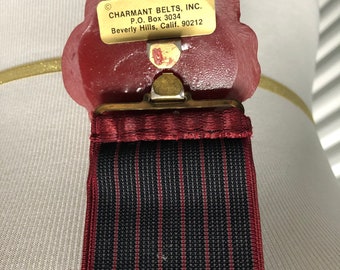 CHARMANT BELTS, INC.
P.O. Box 3034
Beverly Hills, Calif. 90212